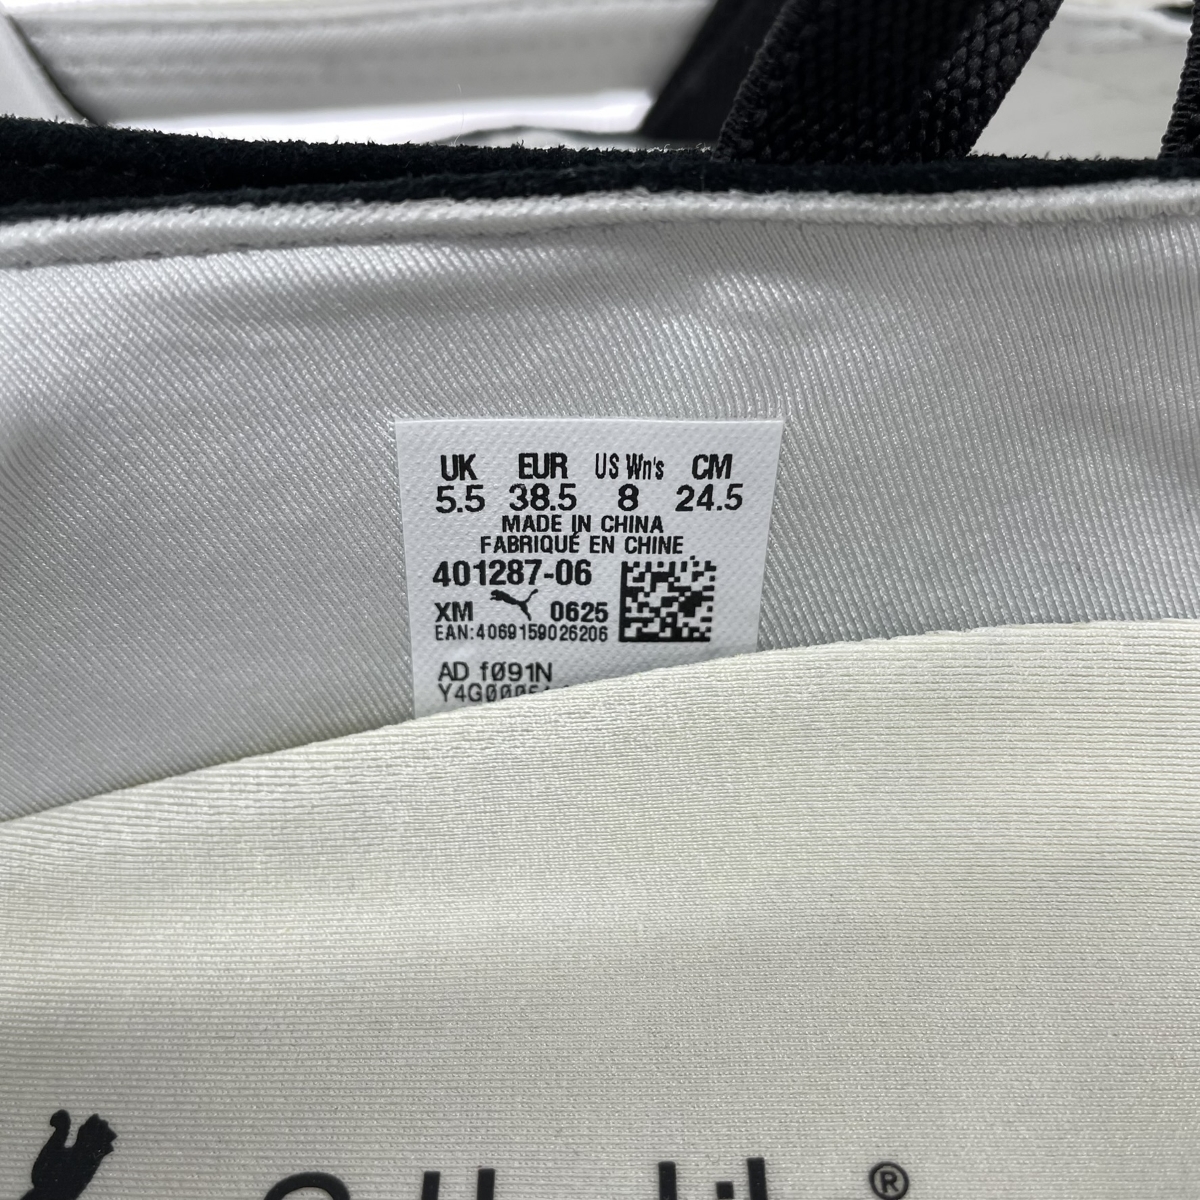 UK EUR US Wn's CM
5.5 38.5 8 24.5
MADE IN CHINA
FABRIQUÉ EN CHINE
401287-06
XM 0625
EAN:4069159026206
AD f091N
®